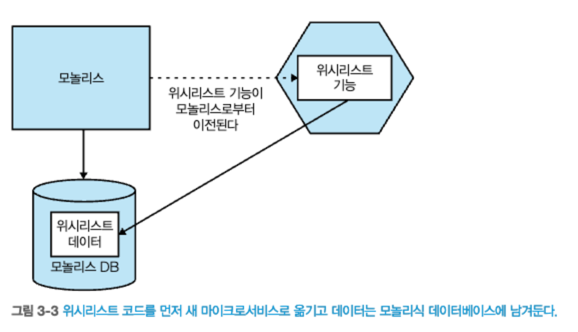 모놀리스
위시리스트
기능
위시리스트 기능이
모놀리스로부터
이전된다
위시리스트
데이터
모놀리스 DB
그림 3-3 위시리스트 코드를 먼저 새 마이크로서비스로 옮기고 데이터는 모놀리식 데이터베이스에 남겨둔다.